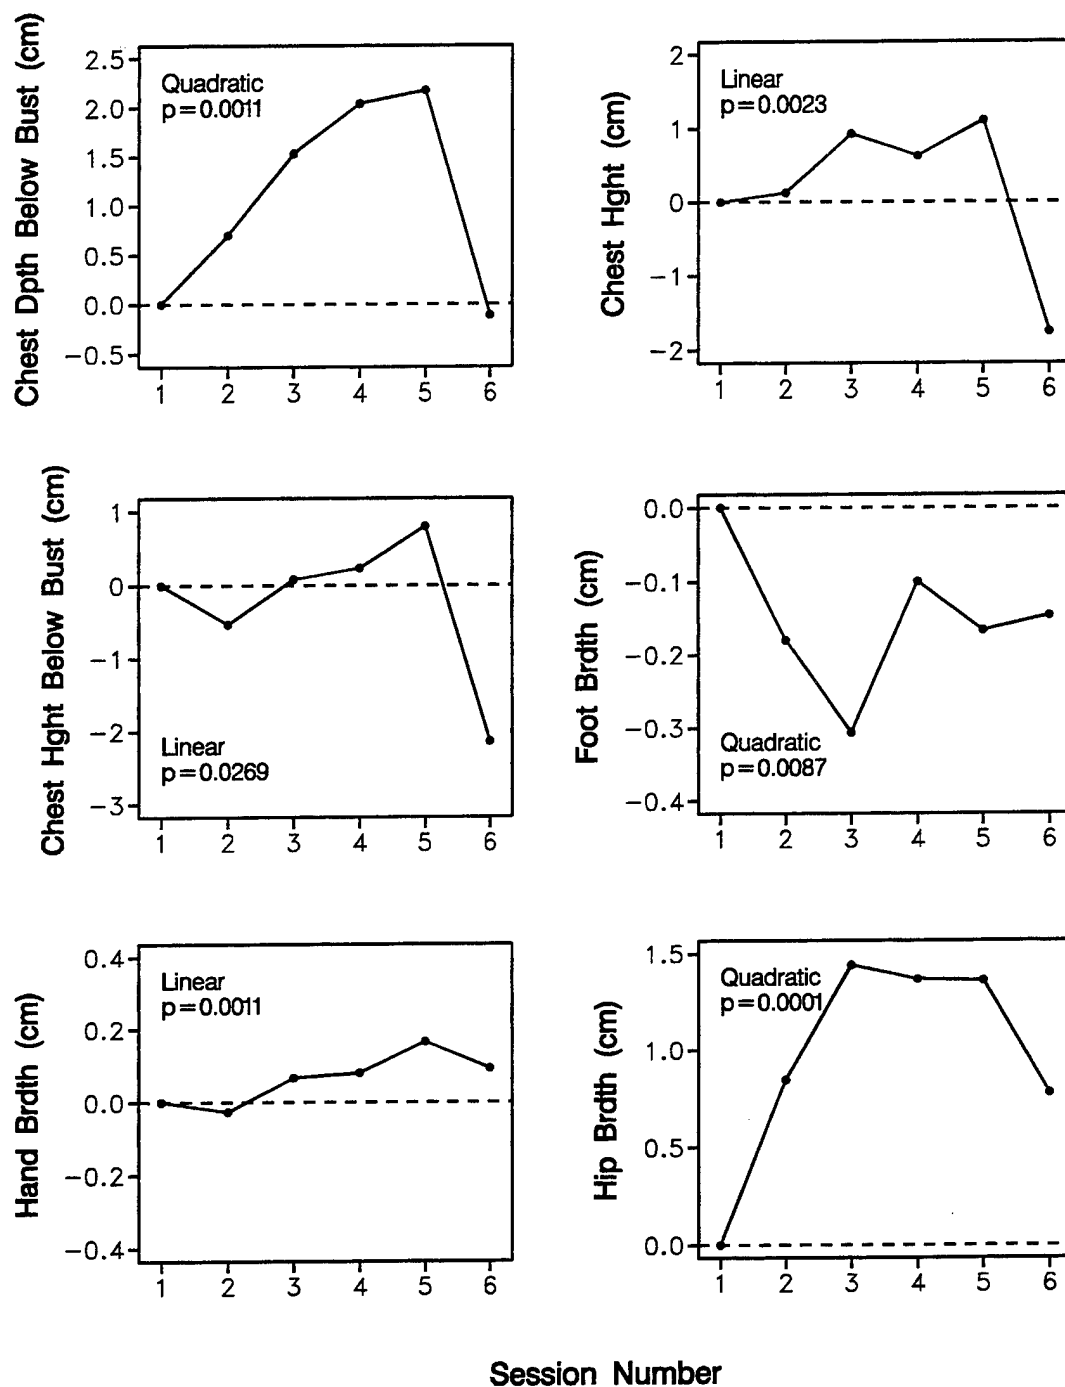 Chest Dpth Below Bust (cm)
2.5
2.0
1.5
1.0
0.5
0.0
−0.5
Quadratic
p=0.0011
1 2 3 4 5 6
Chest Hght (cm)
2
1
0
−1
−2
Linear
p=0.0023
1 2 3 4 5 6
Chest Hght Below Bust (cm)
1
0
−1
−2
−3
Linear
p=0.0269
1 2 3 4 5 6
Foot Brdth (cm)
0.0
−0.1
−0.2
−0.3
−0.4
Quadratic
p=0.0087
1 2 3 4 5 6
Hand Brdth (cm)
0.4
0.2
0.0
−0.2
−0.4
Linear
p=0.0011
1 2 3 4 5 6
Hip Brdth (cm)
1.5
1.0
0.5
0.0
Quadratic
p=0.0001
1 2 3 4 5 6
Session Number